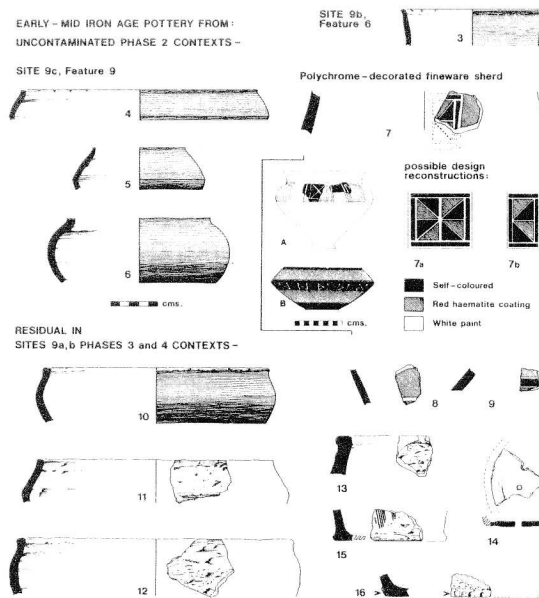 EARLY – MID IRON AGE POTTERY FROM :
UNCONTAMINATED PHASE 2 CONTEXTS –
SITE 9b,
Feature 6
3
SITE 9c, Feature 9
4
5
6
cms.
Polychrome – decorated fineware sherd
7
A
B
cms.
possible design
reconstructions:
7a
7b
Self – coloured
Red haematite coating
White paint
RESIDUAL IN
SITES 9a,b PHASES 3 and 4 CONTEXTS –
10
8
9
11
13
14
12
15
16